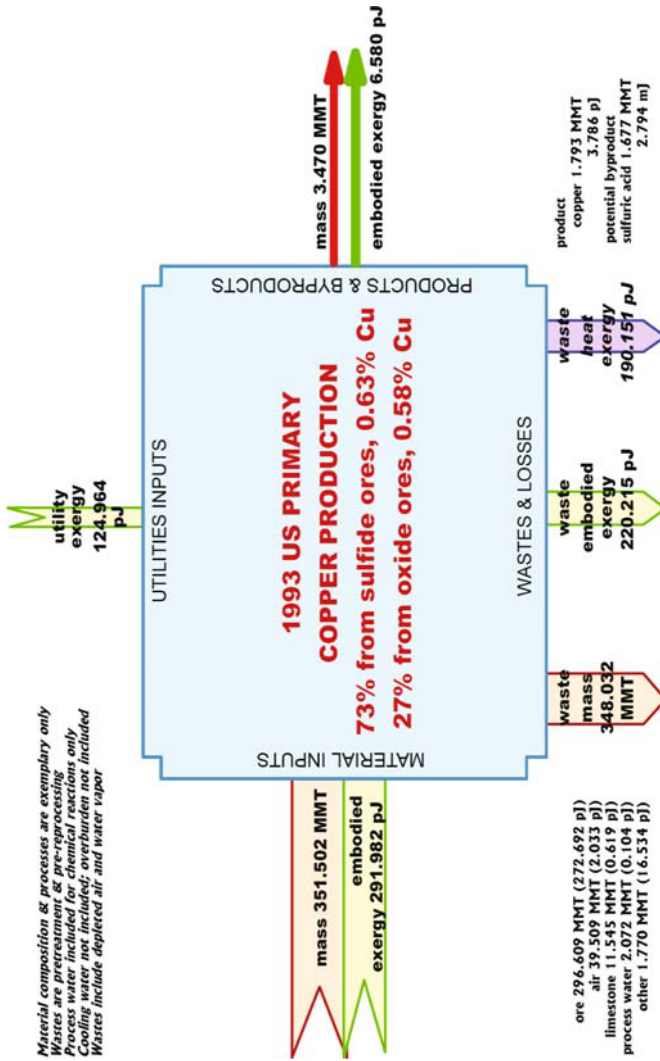 Material composition & processes are exemplary only
Wastes are pretreatment & pre-reprocessing
Process water included for chemical reactions only
Cooling water not included; overburden not included
Wastes include depleted air and water vapor
utility
exergy
124.964
pJ
UTILITIES INPUTS
MATERIAL INPUTS
mass 351.502 MMT
embodied
exergy 291.982 pJ
1993 US PRIMARY
COPPER PRODUCTION
73% from sulfide ores, 0.63% Cu
27% from oxide ores, 0.58% Cu
PRODUCTS & BYPRODUCTS
mass 3.470 MMT
embodied exergy 6.580 pJ
WASTES & LOSSES
waste
mass
348.032
MMT
waste
embodied
exergy
220.215 pJ
waste
heat
exergy
190.151 pJ
ore 296.609 MMT (272.692 pJ)
air 39.509 MMT (2.033 pJ)
limestone 11.545 MMT (0.619 pJ)
process water 2.072 MMT (0.104 pJ)
other 1.770 MMT (16.534 pJ)
product
copper 1.793 MMT
3.786 pJ
potential byproduct
sulfuric acid 1.677 MMT
2.794 mJ